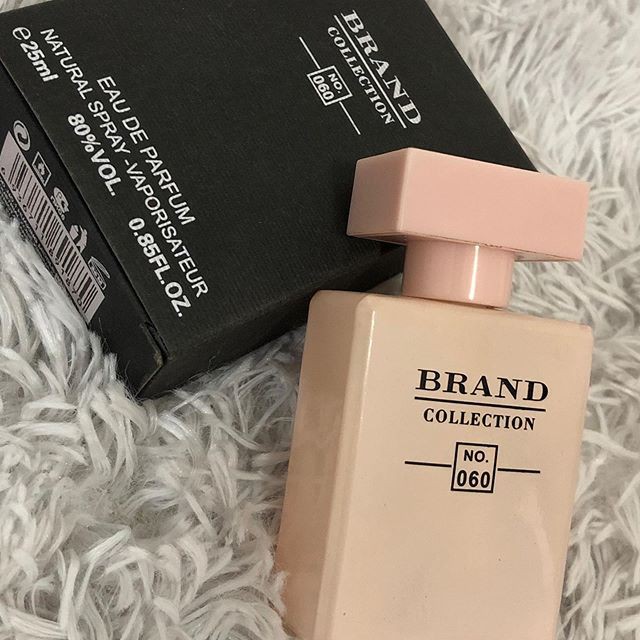 BRAND
COLLECTION
NO.
060
EAU DE PARFUM
NATURAL SPRAY-VAPORISATEUR
80%VOL.
e25ml 0.85FL.OZ.
BRAND
COLLECTION
NO.
060